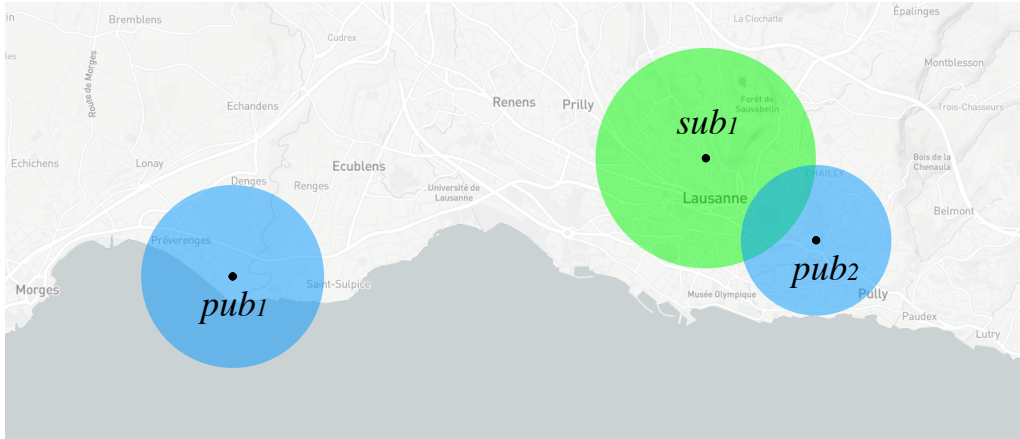 Bremblens
La Clochatte
Épalinges
Cudrex
Montblesson
Route de Morges
Echandens
Renens
Prilly
Forêt de
Sauvabelin
Trois-Chasseurs
sub1
Echichens
Lonay
Ecublens
Bois de la
Chenaula
CHAILLY
Denges
Renges
Université de
Lausanne
Lausanne
Belmont
Préverenges
pub2
Saint-Sulpice
Morges
pub1
Musée Olympique
Pully
Paudex
Lutry